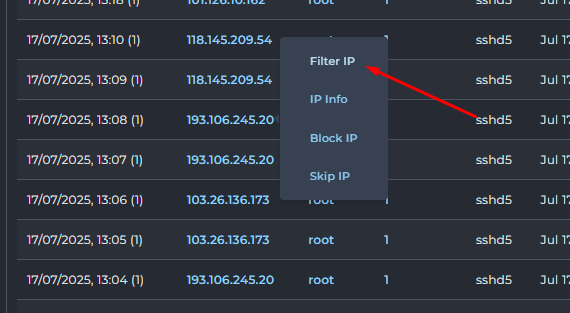 17/07/2025, 13:18 (1) 101.126.10.162 root 1 sshd5 Jul 17
17/07/2025, 13:10 (1) 118.145.209.54 1 sshd5 Jul 17
Filter IP
17/07/2025, 13:09 (1) 118.145.209.54 sshd5 Jul 17
IP Info
17/07/2025, 13:08 (1) 193.106.245.20 sshd5 Jul 17
Block IP
17/07/2025, 13:07 (1) 193.106.245.20 sshd5 Jul 17
Skip IP
17/07/2025, 13:06 (1) 103.26.136.173 root 1 sshd5 Jul 17
17/07/2025, 13:05 (1) 103.26.136.173 root 1 sshd5 Jul 17
17/07/2025, 13:04 (1) 193.106.245.20 root 1 sshd5 Jul 17